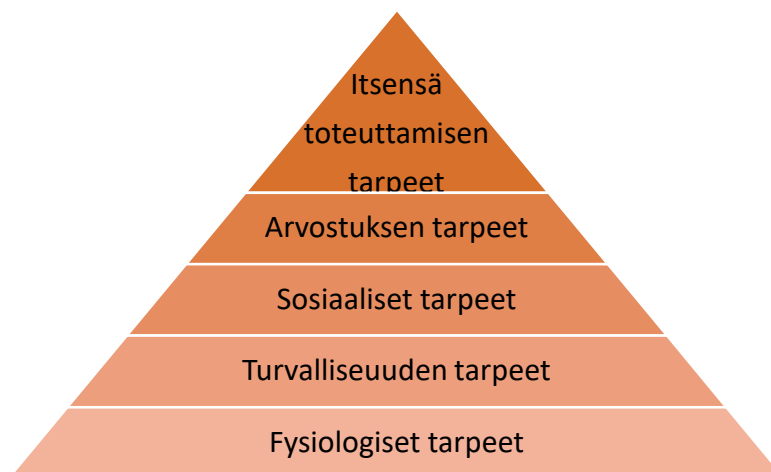 Itsensä
toteuttamisen
tarpeet
Arvostuksen tarpeet
Sosiaaliset tarpeet
Turvalliseuuden tarpeet
Fysiologiset tarpeet